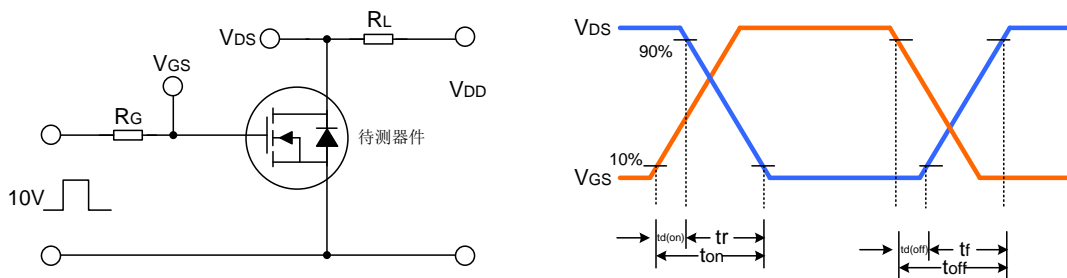 VDS
RL
VGS
RG
VDD
待测器件
10V
VDS
90%
10%
VGS
td(on)
tr
ton
td(off)
tf
toff